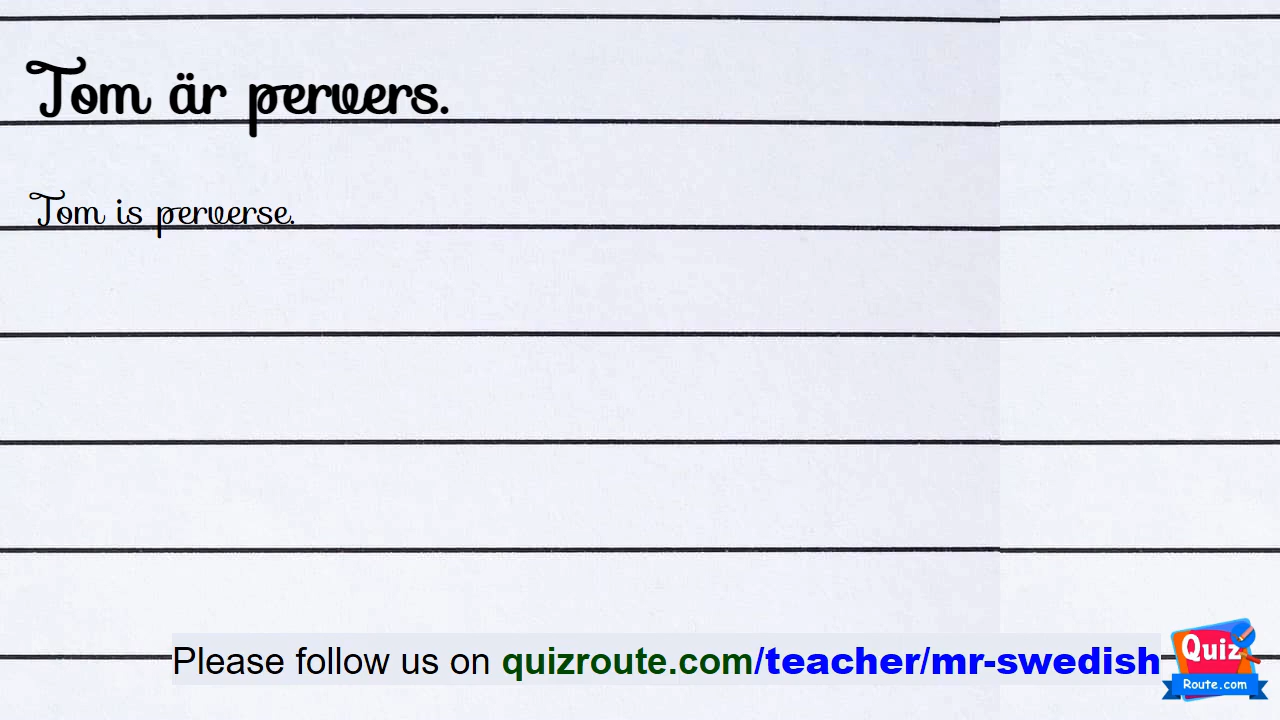 Tom är pervers.
Tom is perverse.
Please follow us on quizroute.com/teacher/mr-swedish
Quiz
Route.com